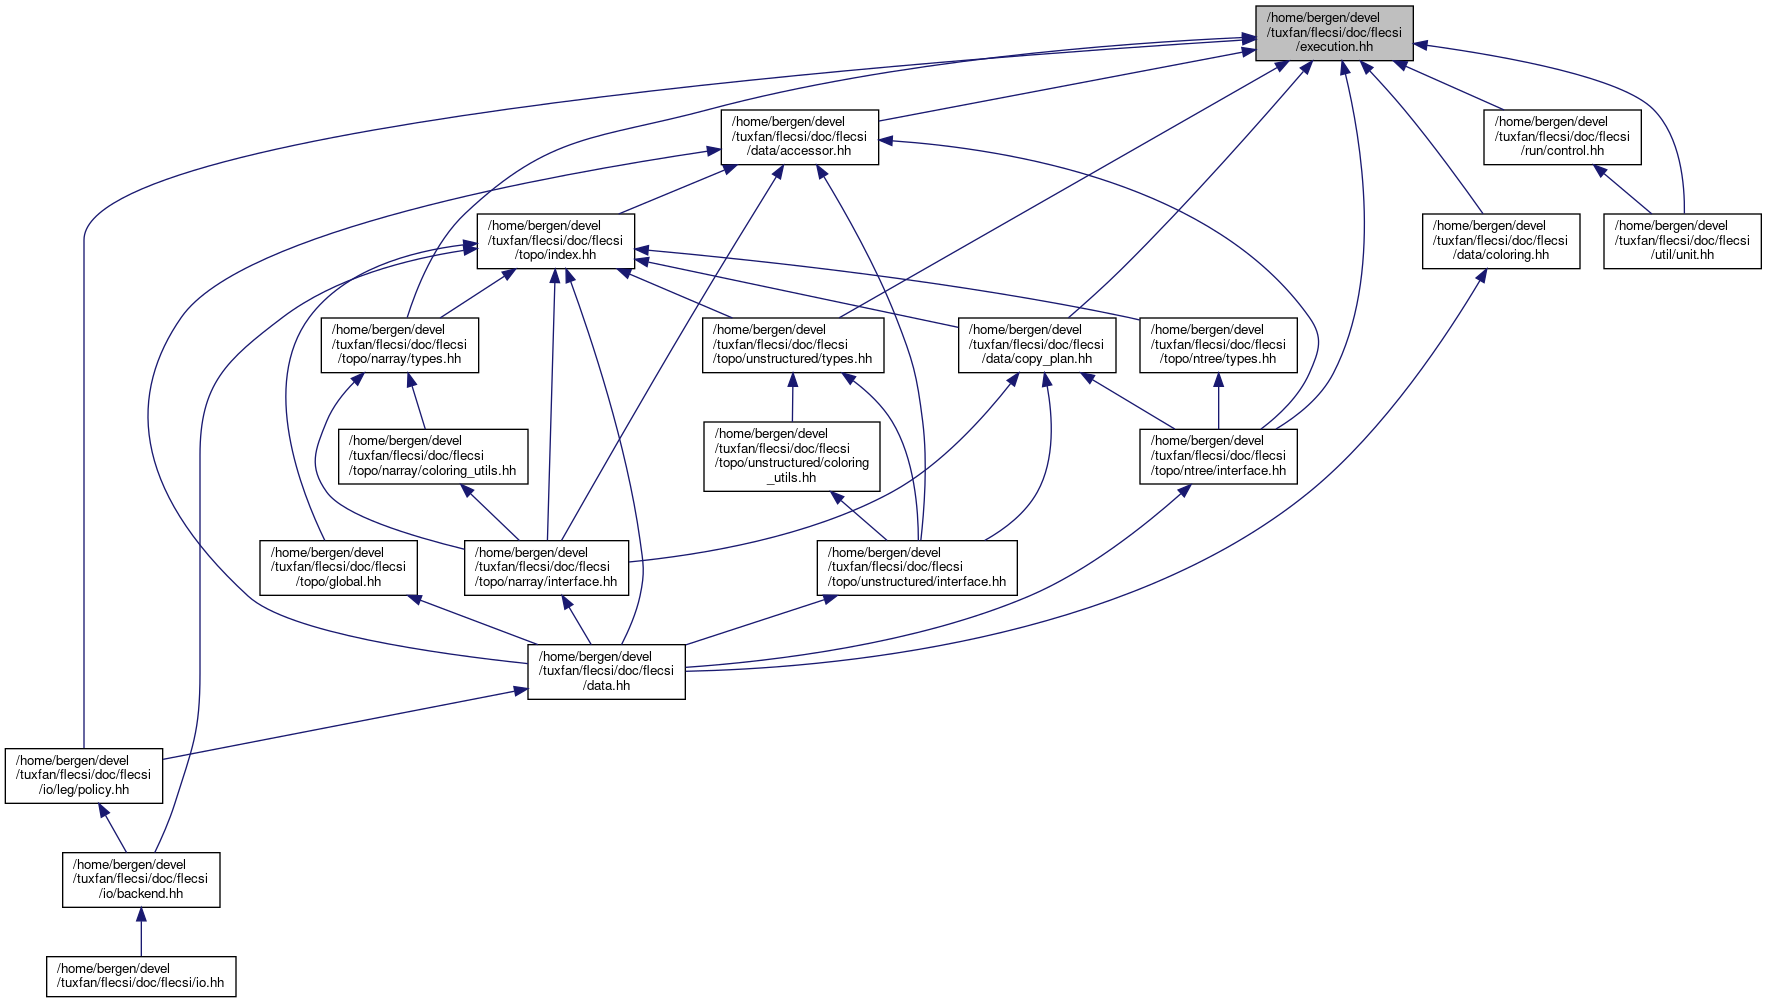 /home/bergen/devel
/tuxfan/flecsi/doc/flecsi
/execution.hh
/home/bergen/devel
/tuxfan/flecsi/doc/flecsi
/data/accessor.hh
/home/bergen/devel
/tuxfan/flecsi/doc/flecsi
/run/control.hh
/home/bergen/devel
/tuxfan/flecsi/doc/flecsi
/topo/index.hh
/home/bergen/devel
/tuxfan/flecsi/doc/flecsi
/data/coloring.hh
/home/bergen/devel
/tuxfan/flecsi/doc/flecsi
/util/unit.hh
/home/bergen/devel
/tuxfan/flecsi/doc/flecsi
/topo/narray/types.hh
/home/bergen/devel
/tuxfan/flecsi/doc/flecsi
/topo/unstructured/types.hh
/home/bergen/devel
/tuxfan/flecsi/doc/flecsi
/data/copy_plan.hh
/home/bergen/devel
/tuxfan/flecsi/doc/flecsi
/topo/ntree/types.hh
/home/bergen/devel
/tuxfan/flecsi/doc/flecsi
/topo/narray/coloring_utils.hh
/home/bergen/devel
/tuxfan/flecsi/doc/flecsi
/topo/unstructured/coloring
_utils.hh
/home/bergen/devel
/tuxfan/flecsi/doc/flecsi
/topo/ntree/interface.hh
/home/bergen/devel
/tuxfan/flecsi/doc/flecsi
/topo/global.hh
/home/bergen/devel
/tuxfan/flecsi/doc/flecsi
/topo/narray/interface.hh
/home/bergen/devel
/tuxfan/flecsi/doc/flecsi
/topo/unstructured/interface.hh
/home/bergen/devel
/tuxfan/flecsi/doc/flecsi
/data.hh
/home/bergen/devel
/tuxfan/flecsi/doc/flecsi
/io/leg/policy.hh
/home/bergen/devel
/tuxfan/flecsi/doc/flecsi
/io/backend.hh
/home/bergen/devel
/tuxfan/flecsi/doc/flecsi/io.hh